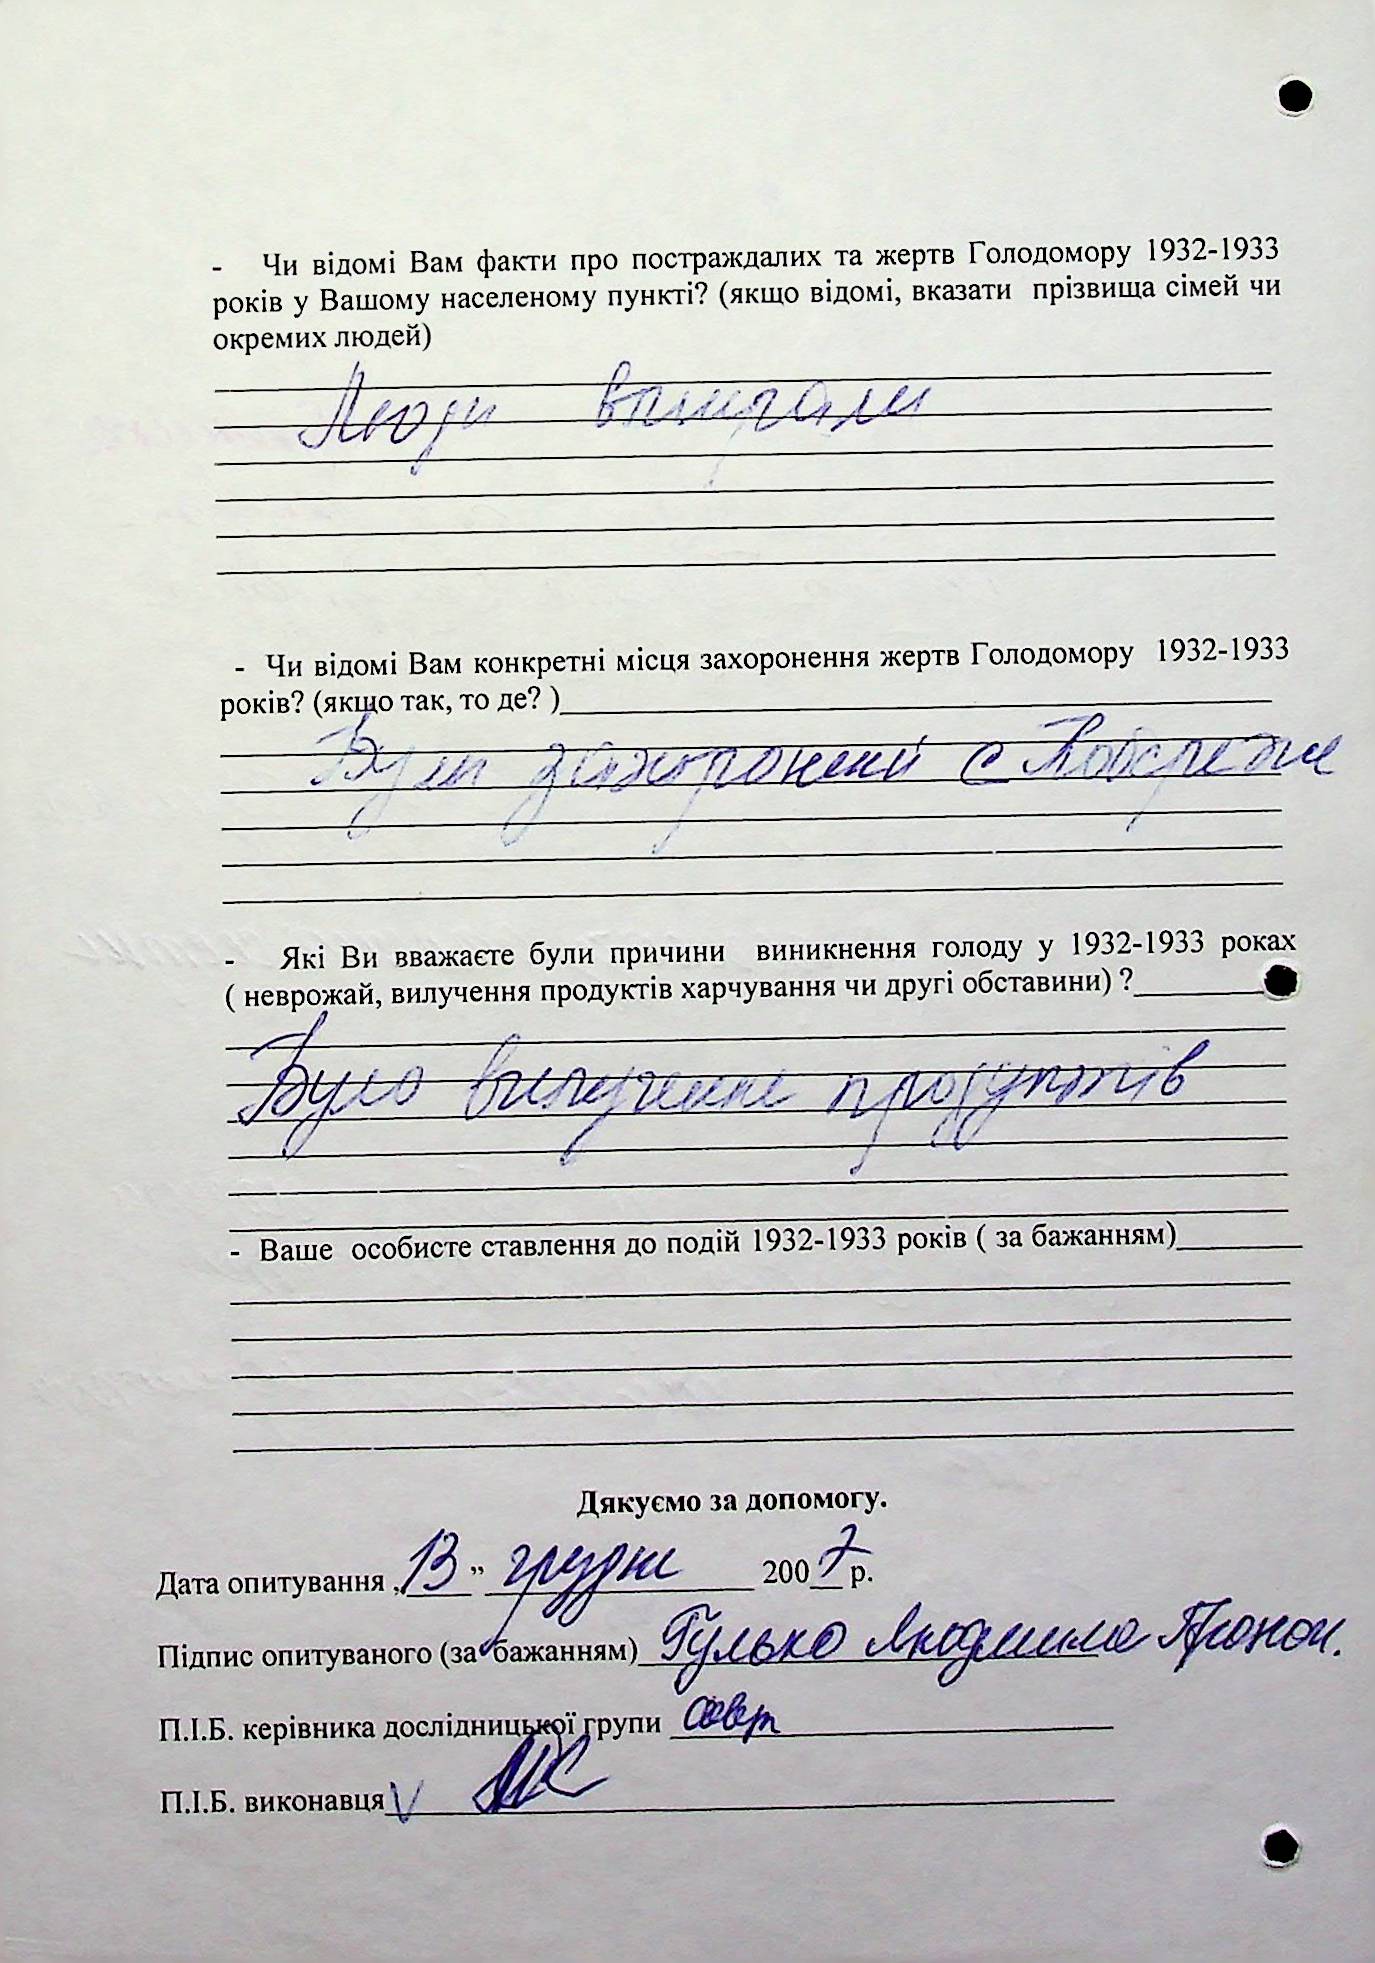 - Чи відомі Вам факти про постраждалих та жертв Голодомору 1932-1933
років у Вашому населеному пункті? (якщо відомі, вказати прізвища сімей чи
окремих людей)
Люди вмирали
- Чи відомі Вам конкретні місця захоронення жертв Голодомору 1932-1933
років? (якщо так, то де? )
Були захоронені с
- Які Ви вважаєте були причини виникнення голоду у 1932-1933 роках
( неврожай, вилучення продуктів харчування чи другі обставини) ?
Було вилучення продуктів
- Ваше особисте ставлення до подій 1932-1933 років ( за бажанням)
Дякуємо за допомогу.
Дата опитування „13” грудня 2007 р.
Підпис опитуваного (за бажанням) Гулько Людмила
П.І.Б. керівника дослідницької групи
П.І.Б. виконавця